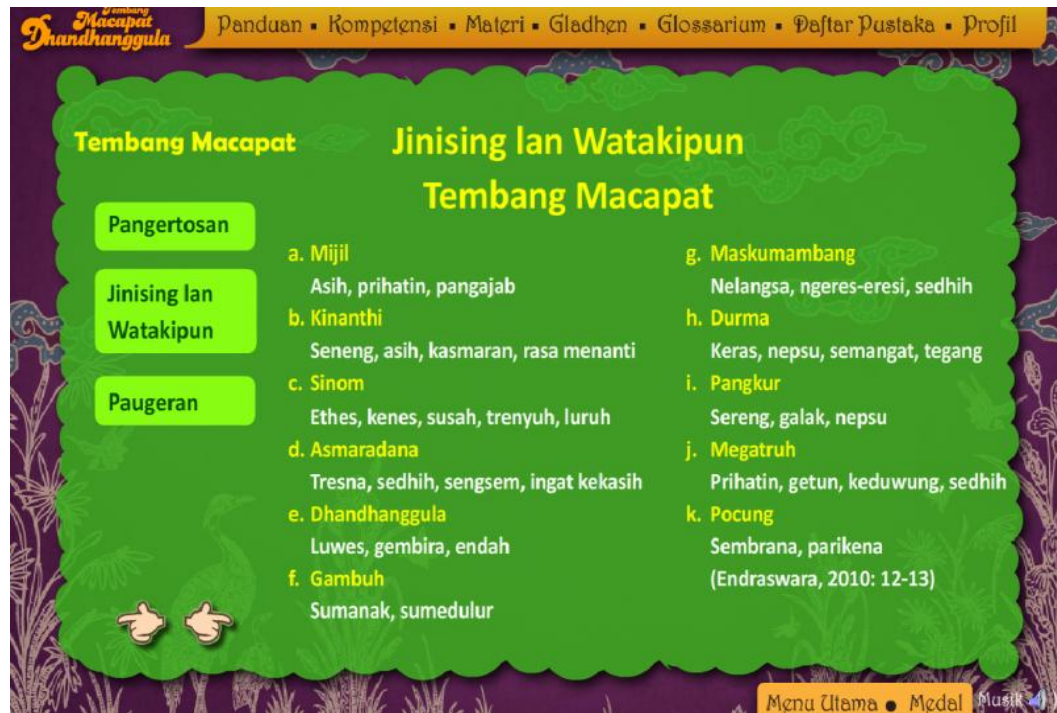 Tembang
Macapat
Dhandhanggula
Panduan ▪ Kompetensi ▪ Materi ▪ Gladhen ▪ Glossarium ▪ Daftar Pustaka ▪ Profil
Tembang Macapat
Pangertosan
Jinising lan
Watakipun
Paugeran
Jinising lan Watakipun
Tembang Macapat
a. Mijil
Asih, prihatin, pangajab
b. Kinanthi
Seneng, asih, kasmaran, rasa menanti
c. Sinom
Ethes, kenes, susah, trenyuh, luruh
d. Asmaradana
Tresna, sedhih, sengsem, ingat kekasih
e. Dhandhanggula
Luwes, gembira, endah
f. Gambuh
Sumanak, sumedulur
g. Maskumambang
Nelangsa, ngeres-eresi, sedhih
h. Durma
Keras, nepsu, semangat, tegang
i. Pangkur
Sereng, galak, nepsu
j. Megatruh
Prihatin, getun, keduwung, sedhih
k. Pocung
Sembrana, parikena
(Endraswara, 2010: 12-13)
Menu Utama ● Medal Musik